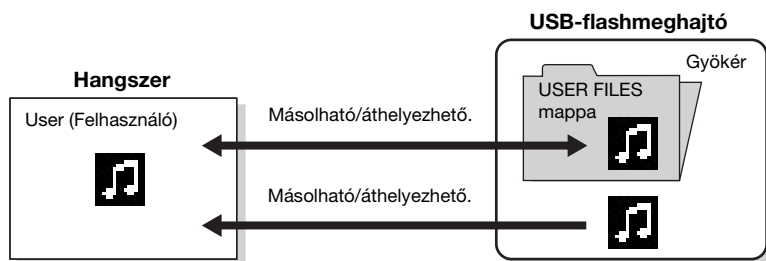 USB-flashmeghajtó
Gyökér
Hangszer
USER FILES
mappa
User (Felhasználó)
Másolható/áthelyezhető.
Másolható/áthelyezhető.